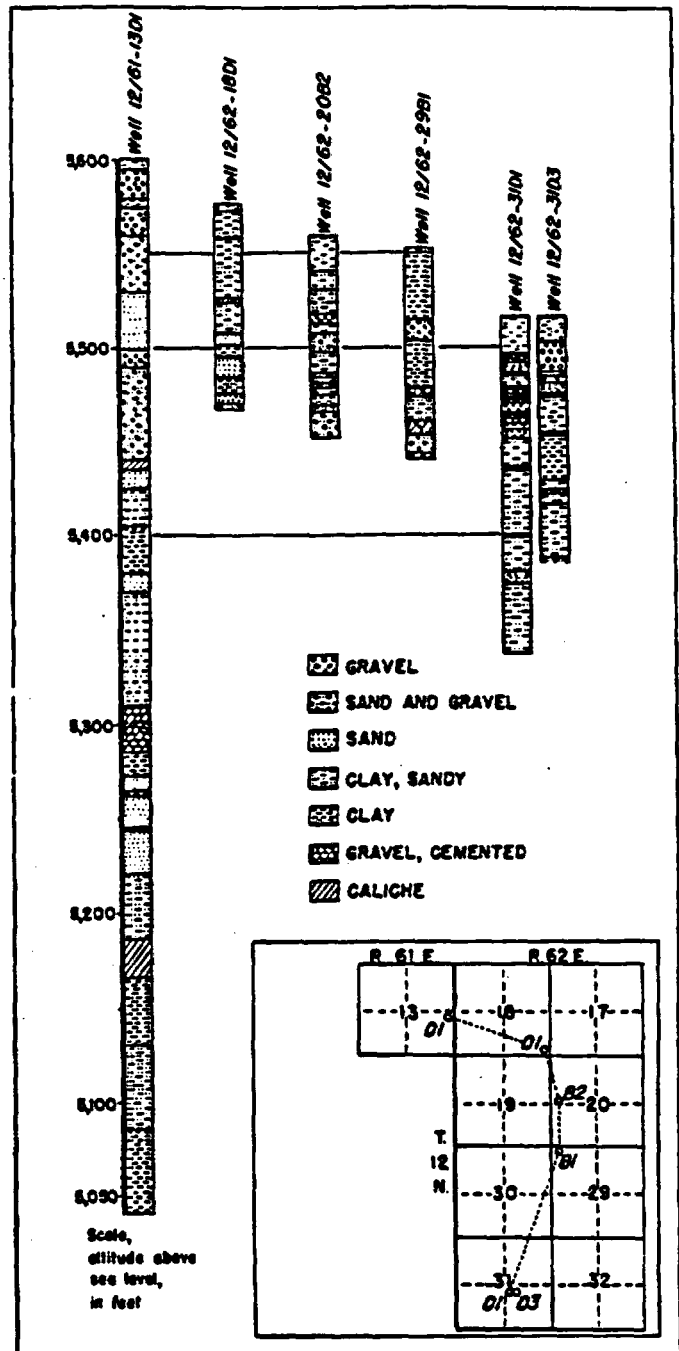 Well 12/61-13D1
Well 12/62-18D1
Well 12/62-20B2
Well 12/62-29B1
Well 12/62-31D1
Well 12/62-31D3
5,600
5,500
5,400
5,300
5,200
5,100
5,050
Scale,
altitude above
sea level,
in feet
GRAVEL
SAND AND GRAVEL
SAND
CLAY, SANDY
CLAY
GRAVEL, CEMENTED
CALICHE
R. 61 E. R. 62 E.
13 18 17
D1 D1
B2
19 20
T.
12
N.
B1
30 29
31 32
D1 D3